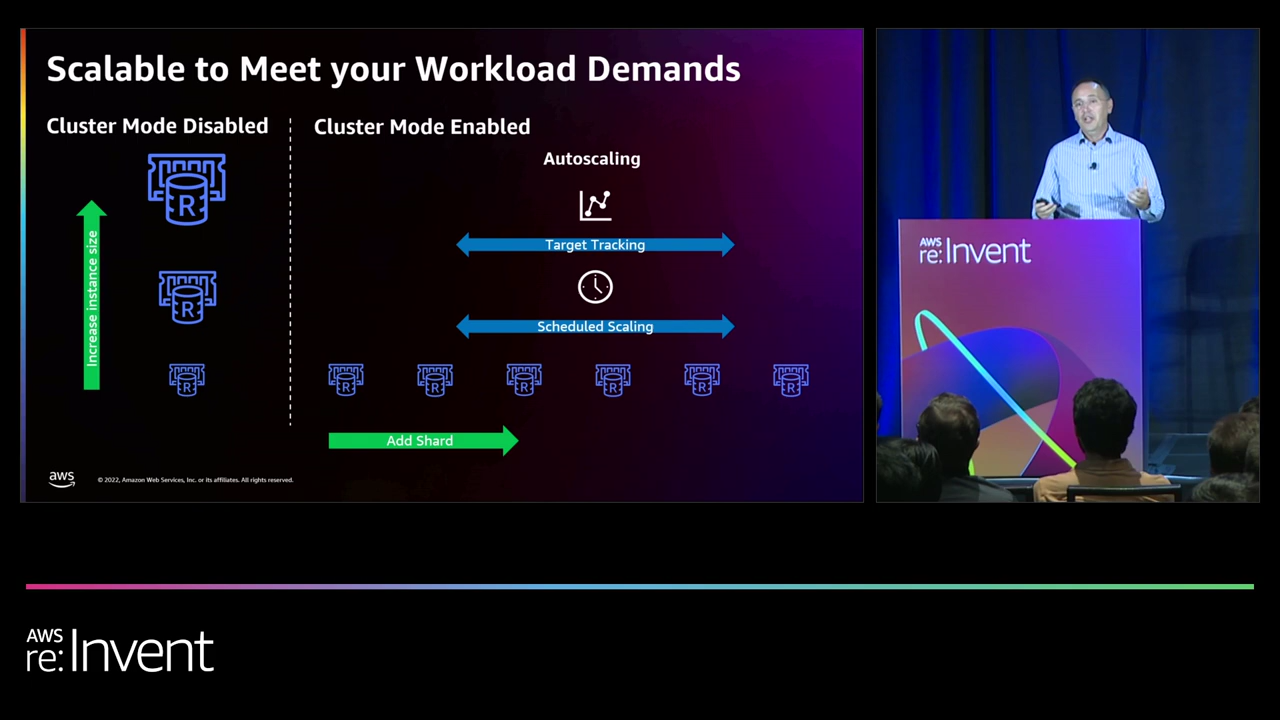 Scalable to Meet your Workload Demands
Cluster Mode Disabled
Increase instance size
R
R
R
Cluster Mode Enabled
Autoscaling
Target Tracking
Scheduled Scaling
R
R
R
R
R
R
Add Shard
aws
© 2022, Amazon Web Services, Inc. or its affiliates. All rights reserved.
AWS
re:Invent
AWS
re:Invent